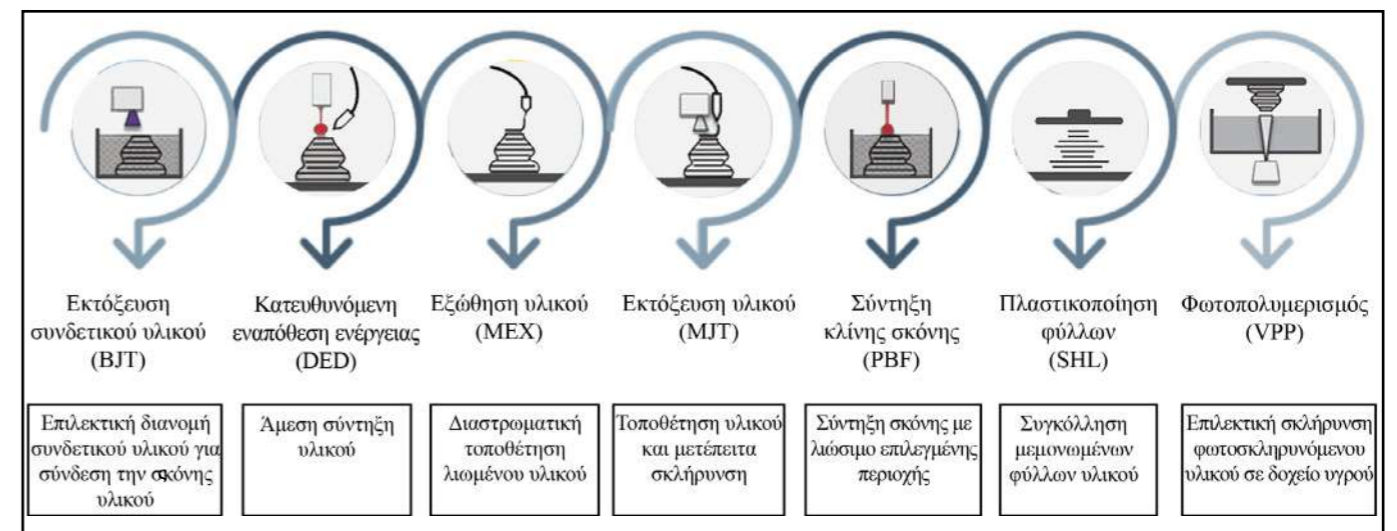 Εκτόξευση
συνδετικού υλικού
(BJT)
Κατευθυνόμενη
εναπόθεση ενέργειας
(DED)
Εξώθηση υλικού
(MEX)
Εκτόξευση υλικού
(MJT)
Σύντηξη
κλίνης σκόνης
(PBF)
Πλαστικοποίηση
φύλλων
(SHL)
Φωτοπολυμερισμός
(VPP)
Επιλεκτική διανομή
συνδετικού υλικού για
σύνδεση την σκόνης
υλικού
Άμεση σύντηξη
υλικού
Διαστρωματική
τοποθέτηση
λιωμένου υλικού
Τοποθέτηση υλικού
και μετέπειτα
σκλήρυνση
Σύντηξη σκόνης με
λιώσιμο επιλεγμένης
περιοχής
Συγκόλληση
μεμονωμένων
φύλλων υλικού
Επιλεκτική σκλήρυνση
φωτοσκληρυνόμενου
υλικού σε δοχείο υγρού